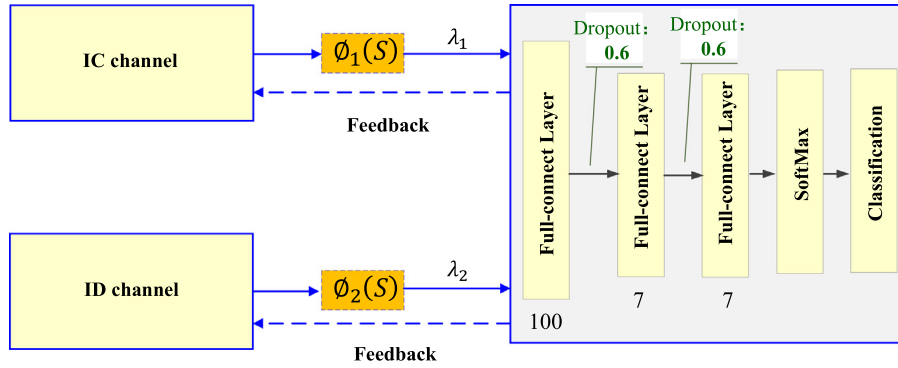 IC channel
∅₁(S)
λ₁
Feedback
ID channel
∅₂(S)
λ₂
Feedback
Dropout:
0.6
Dropout:
0.6
Full-connect Layer
Full-connect Layer
Full-connect Layer
SoftMax
Classification
100
7
7